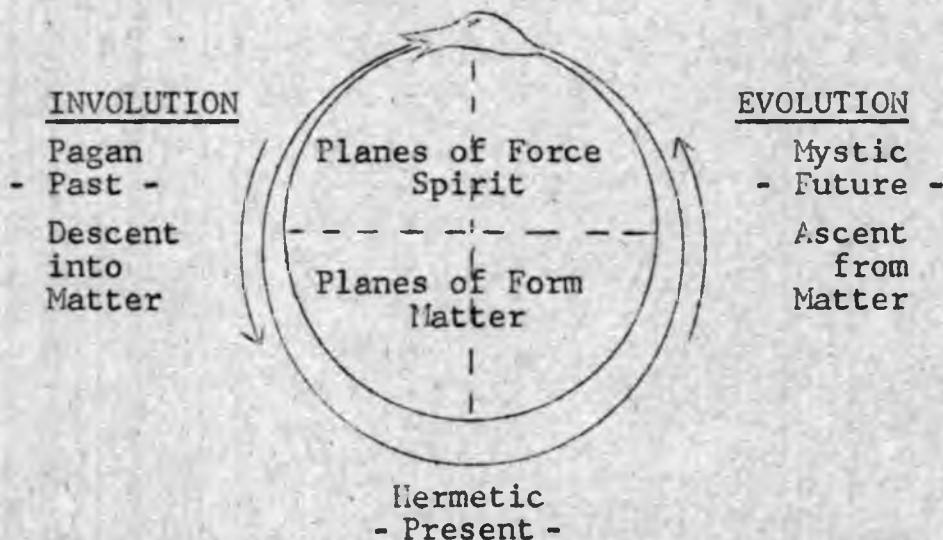 INVOLUTION
Pagan
- Past -
Descent
into
Matter
Planes of Force
Spirit
Planes of Form
Matter
EVOLUTION
Mystic
- Future -
Ascent
from
Matter
Hermetic
- Present -